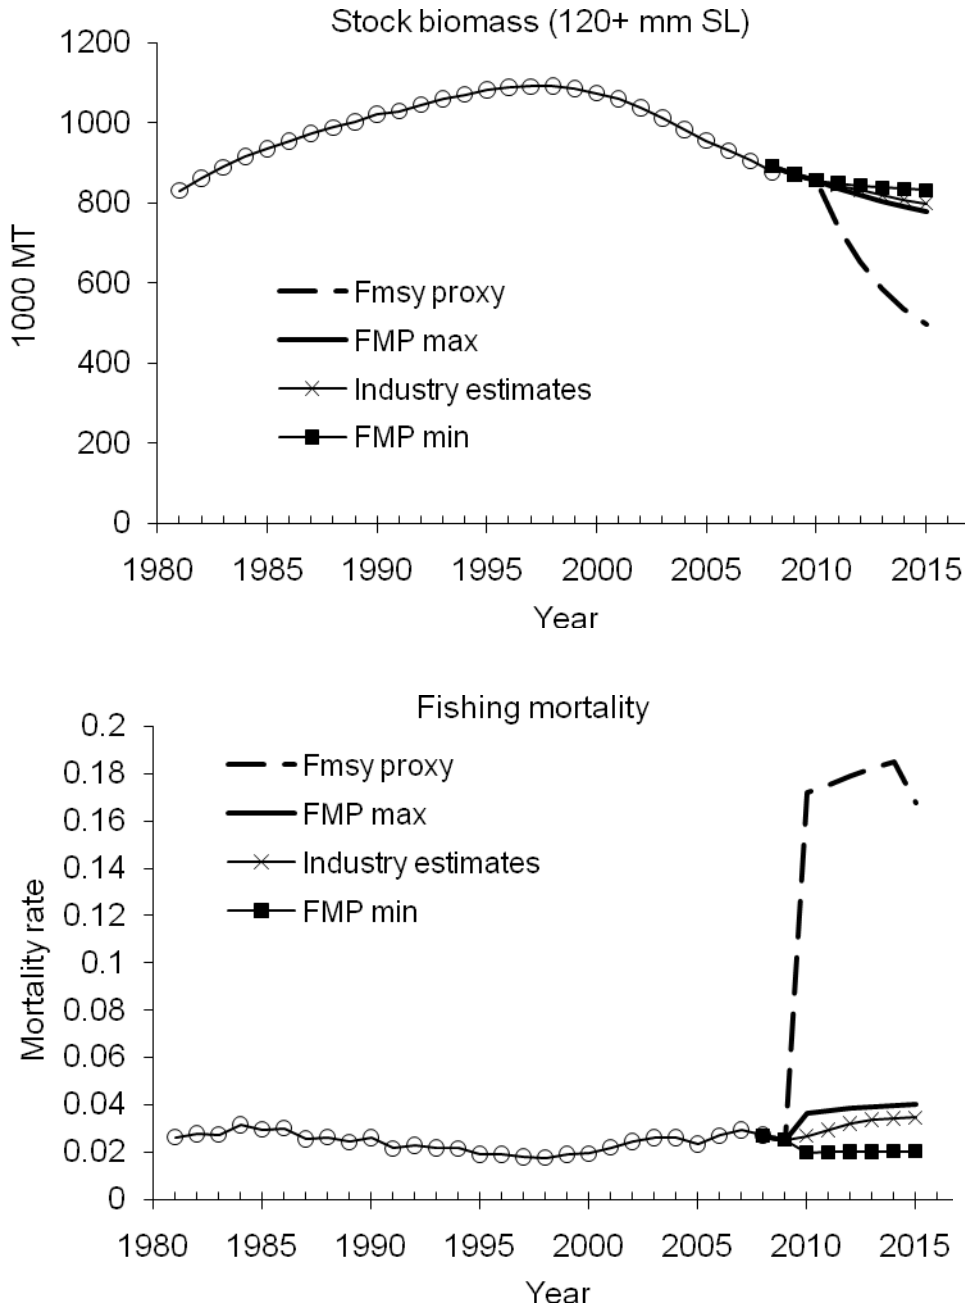 Stock biomass (120+ mm SL)
1200
1000
800
600
400
200
0
1000 MT
Fmsy proxy
FMP max
Industry estimates
FMP min
1980 1985 1990 1995 2000 2005 2010 2015
Year
Fishing mortality
0.2
0.18
0.16
0.14
0.12
0.1
0.08
0.06
0.04
0.02
0
Mortality rate
Fmsy proxy
FMP max
Industry estimates
FMP min
1980 1985 1990 1995 2000 2005 2010 2015
Year